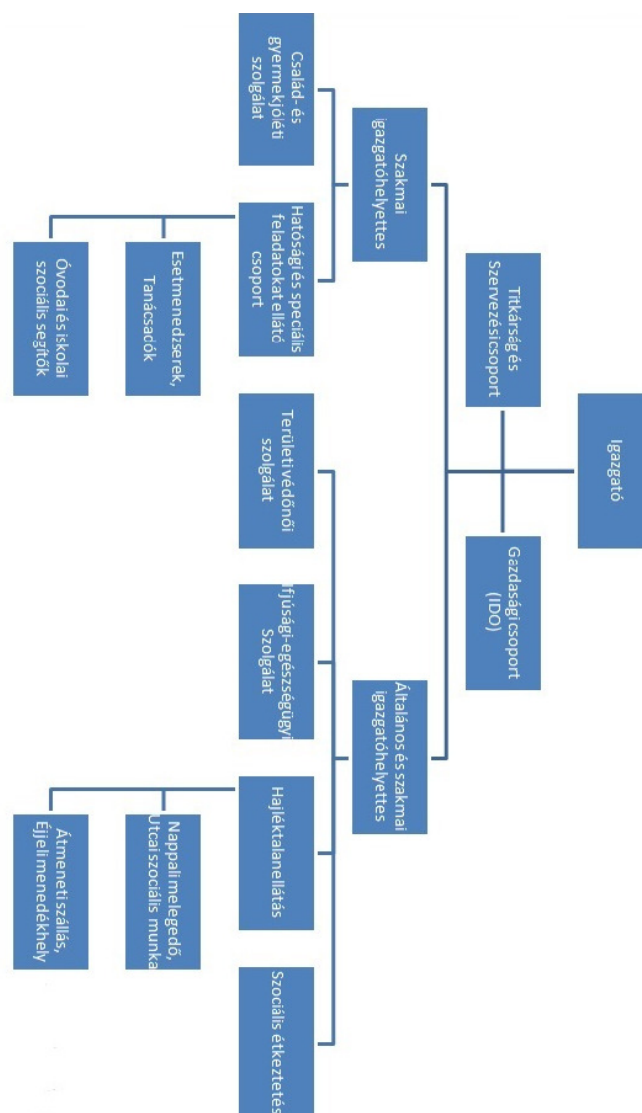 Igazgató
Titkárság és
Szervezési csoport
Gazdasági csoport
(IDO)
Szakmai
igazgatóhelyettes
Általános és szakmai
igazgatóhelyettes
Család- és
gyermekjóléti
szolgálat
Hatósági és speciális
feladatokat ellátó
csoport
Területi védőnői
szolgálat
Ifjúsági-egészségügyi
Szolgálat
Hajléktalanellátás
Szociális étkeztetés
Esetmenedzserek,
Tanácsadók
Nappali melegedő,
Utcai szociális munka
Óvodai és iskolai
szociális segítők
Átmeneti szállás,
Éjjeli menedékhely